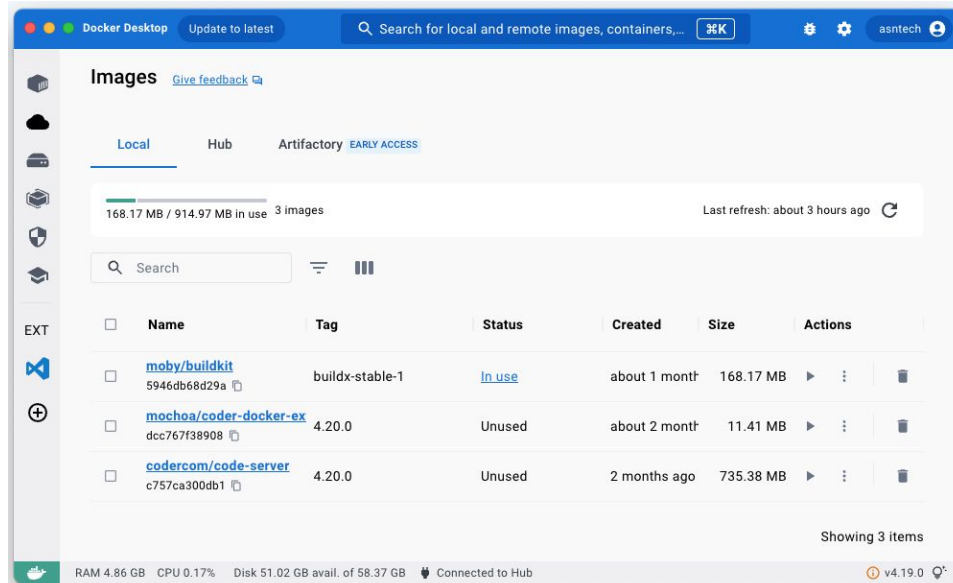 Docker Desktop Update to latest Search for local and remote images, containers,... ⌘K asntech
Images Give feedback
Local Hub Artifactory EARLY ACCESS
168.17 MB / 914.97 MB in use 3 images Last refresh: about 3 hours ago
Search
EXT
Name Tag Status Created Size Actions
moby/buildkit
5946db68d29a
buildx-stable-1 In use about 1 month 168.17 MB
mochoa/coder-docker-ex
dcc767f38908
4.20.0 Unused about 2 month 11.41 MB
codercom/code-server
c757ca300db1
4.20.0 Unused 2 months ago 735.38 MB
Showing 3 items
RAM 4.86 GB CPU 0.17% Disk 51.02 GB avail. of 58.37 GB Connected to Hub v4.19.0